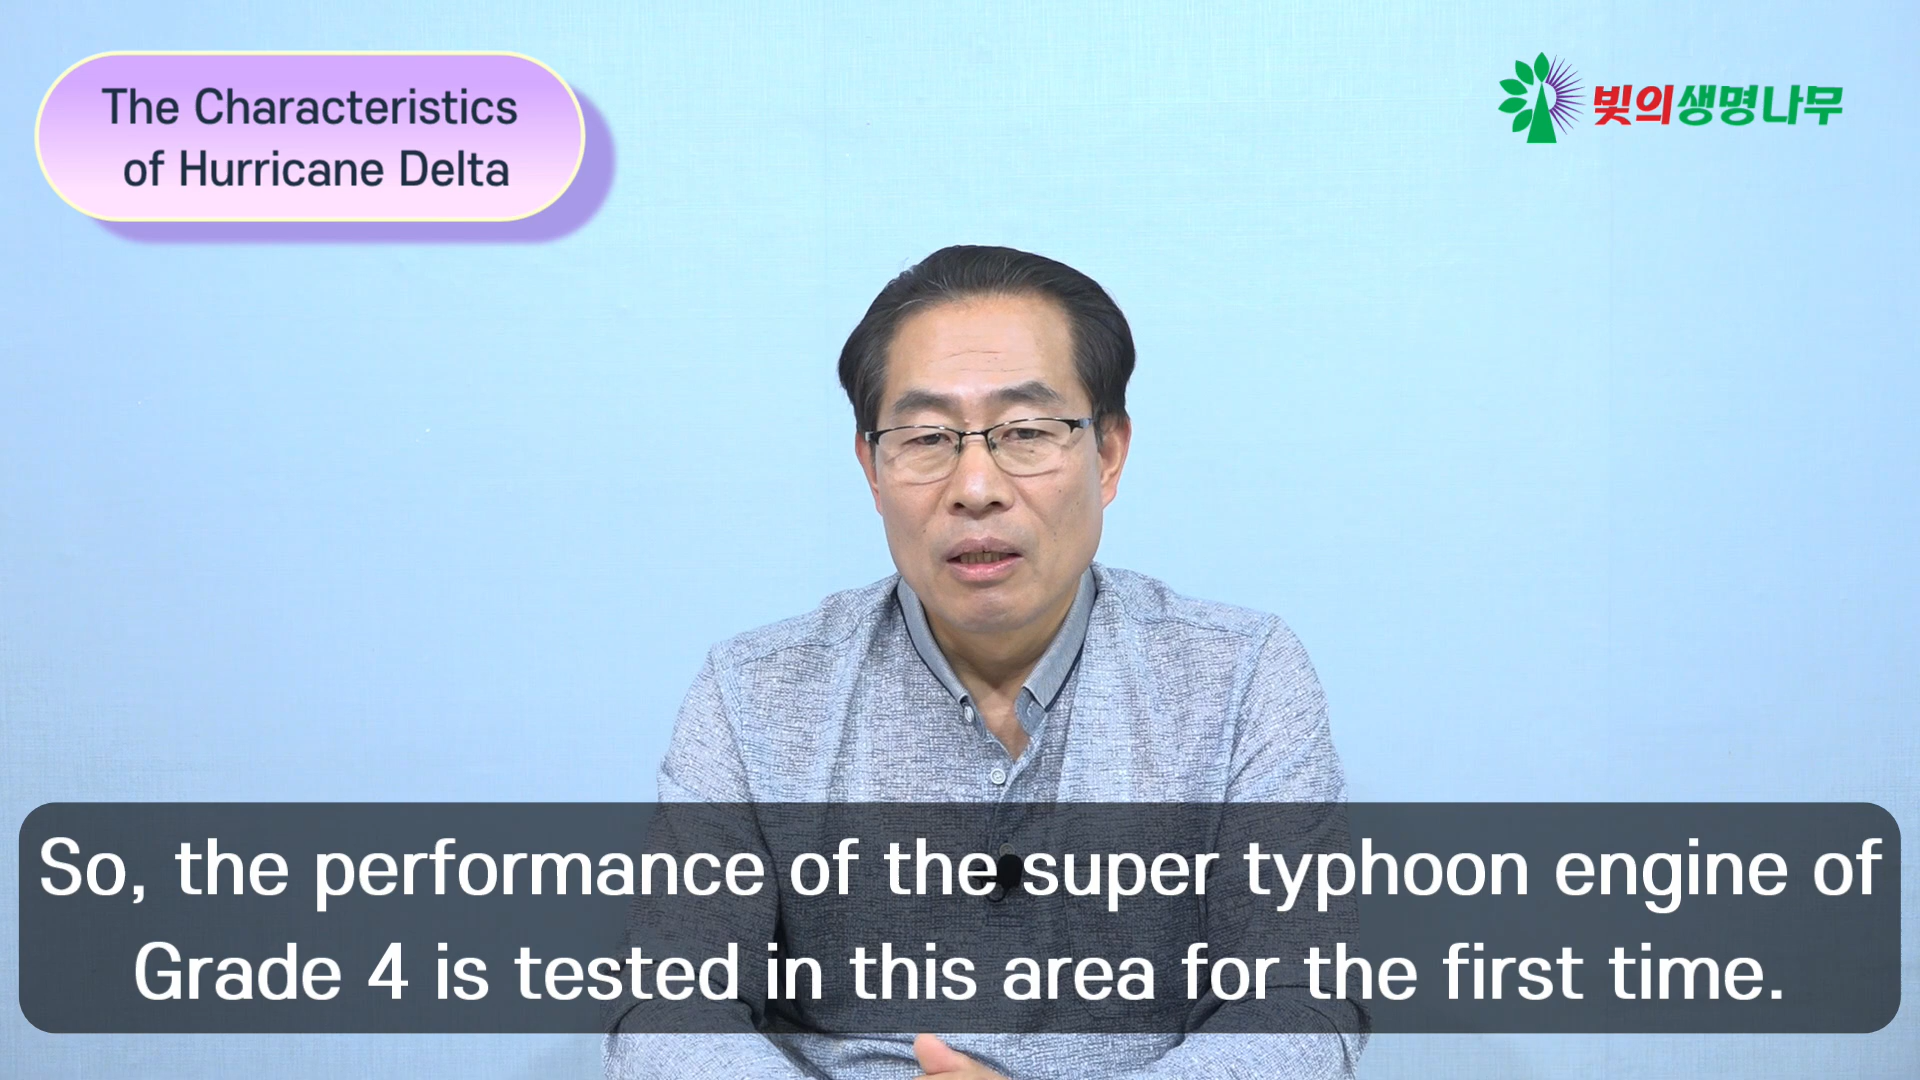 The Characteristics
of Hurricane Delta
빛의생명나무
So, the performance of the super typhoon engine of
Grade 4 is tested in this area for the first time.